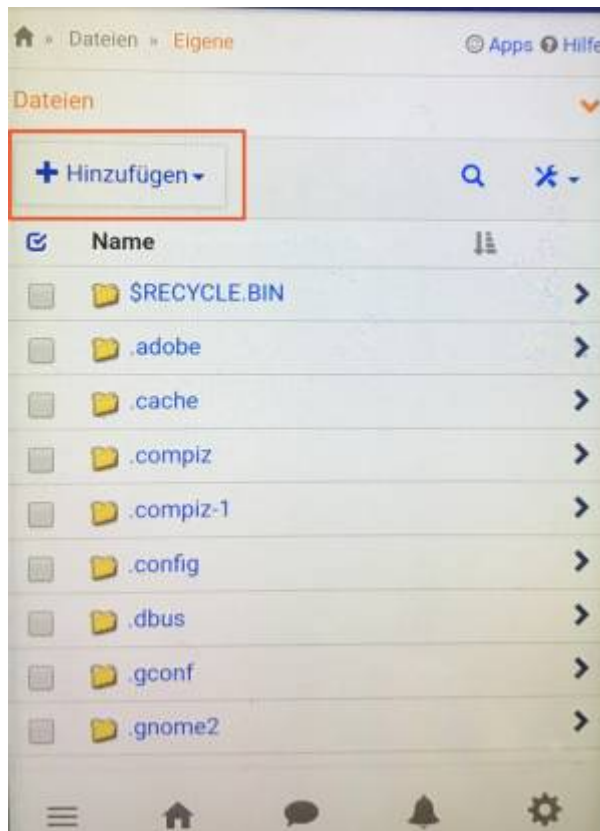 » Dateien » Eigene Apps Hilfe
Dateien
Hinzufügen
Name
$RECYCLE.BIN
.adobe
.cache
.compiz
.compiz-1
.config
.dbus
.gconf
.gnome2